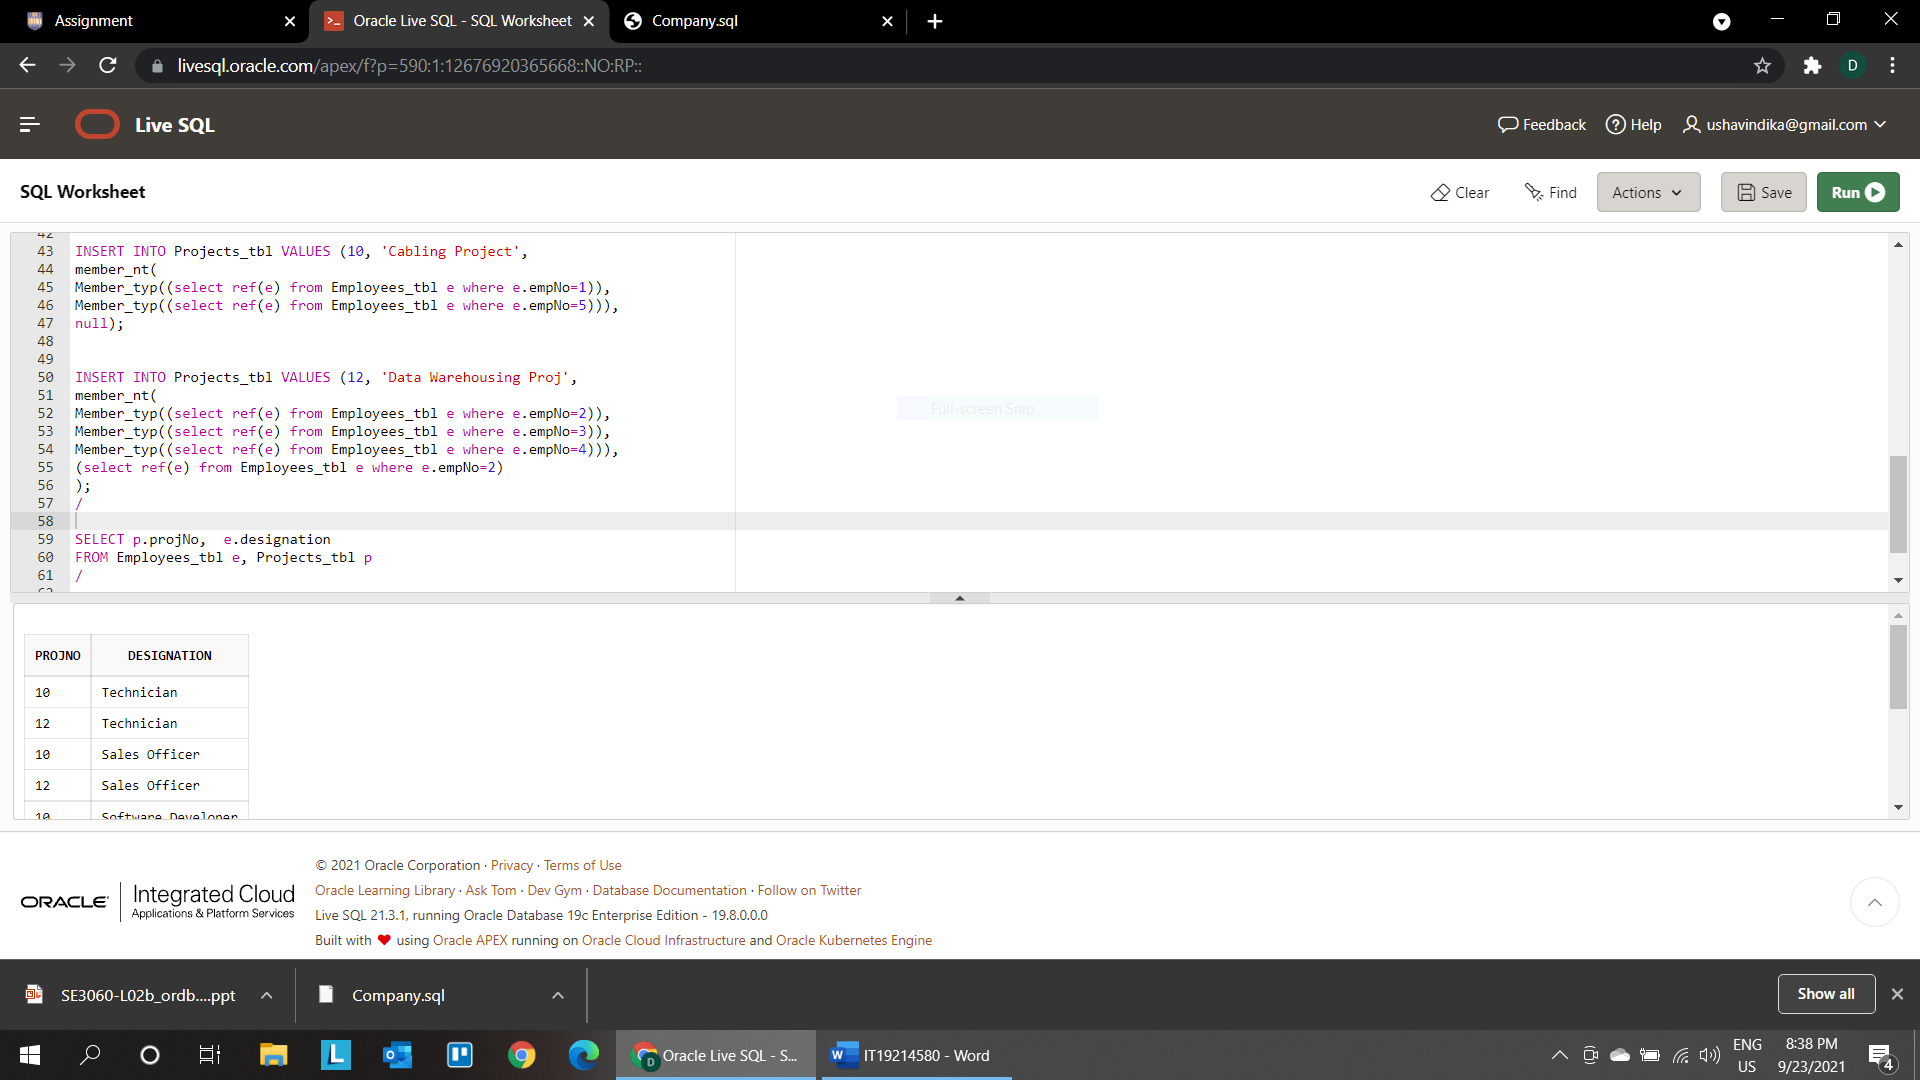 Assignment
Oracle Live SQL - SQL Worksheet
Company.sql
livesql.oracle.com/apex/f?p=590:1:12676920365668::NO:RP::
D
Live SQL
Feedback
Help
ushavindika@gmail.com
SQL Worksheet
Clear
Find
Actions
Save
Run
42
43 INSERT INTO Projects_tbl VALUES (10, 'Cabling Project',
44 member_nt(
45 Member_typ((select ref(e) from Employees_tbl e where e.empNo=1)),
46 Member_typ((select ref(e) from Employees_tbl e where e.empNo=5))),
47 null);
48
49
50 INSERT INTO Projects_tbl VALUES (12, 'Data Warehousing Proj',
51 member_nt(
52 Member_typ((select ref(e) from Employees_tbl e where e.empNo=2)),
53 Member_typ((select ref(e) from Employees_tbl e where e.empNo=3)),
54 Member_typ((select ref(e) from Employees_tbl e where e.empNo=4))),
55 (select ref(e) from Employees_tbl e where e.empNo=2)
56 );
57 /
58
59 SELECT p.projNo,  e.designation
60 FROM Employees_tbl e, Projects_tbl p
61 /
62
Full-screen Snip
PROJNO DESIGNATION
10 Technician
12 Technician
10 Sales Officer
12 Sales Officer
10 Software Developer
ORACLE Integrated Cloud
Applications & Platform Services
© 2021 Oracle Corporation · Privacy · Terms of Use
Oracle Learning Library · Ask Tom · Dev Gym · Database Documentation · Follow on Twitter
Live SQL 21.3.1, running Oracle Database 19c Enterprise Edition - 19.8.0.0.0
Built with ❤ using Oracle APEX running on Oracle Cloud Infrastructure and Oracle Kubernetes Engine
SE3060-L02b_ordb....ppt
Company.sql
Show all
L
D
Oracle Live SQL - S...
W
IT19214580 - Word
ENG
US
8:38 PM
9/23/2021
4